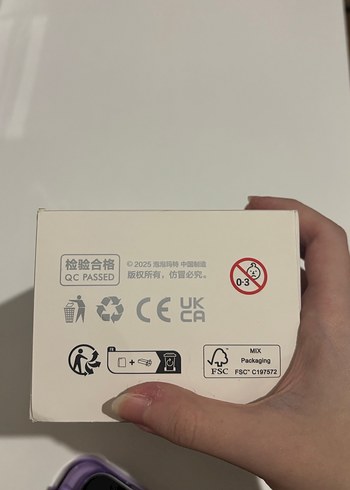 检验合格
QC PASSED
© 2025 泡泡玛特 中国制造
版权所有，仿冒必究。
0-3
CE
UK
CA
MIX
Packaging
FSC
FSC™ C197572